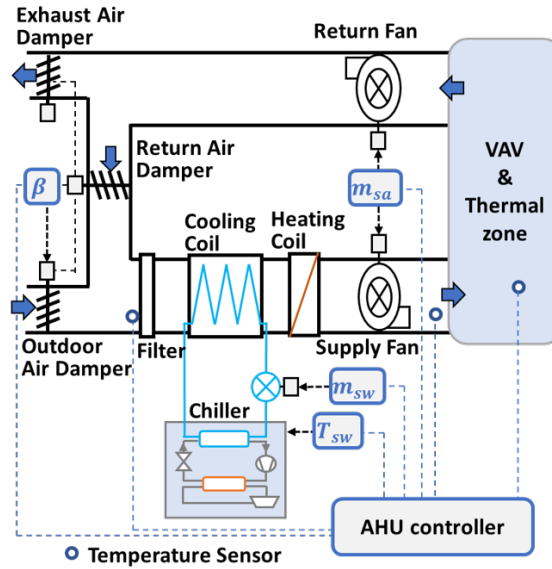 Exhaust Air
Damper
Return Fan
Return Air
Damper
VAV
&
Thermal
zone
β
m_sa
Cooling
Coil
Heating
Coil
Outdoor
Air Damper
Filter
Supply Fan
m_sw
Chiller
T_sw
AHU controller
Temperature Sensor